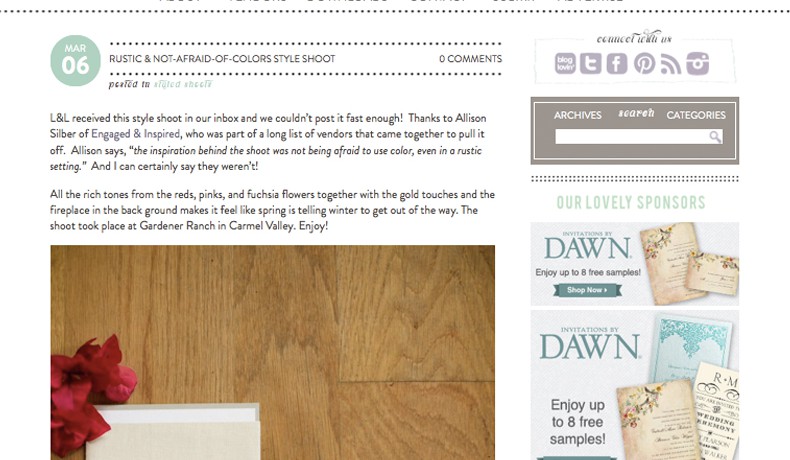 MAR
06
RUSTIC & NOT-AFRAID-OF-COLORS STYLE SHOOT
0 COMMENTS
posted in styled shoots
L&L received this style shoot in our inbox and we couldn't post it fast enough! Thanks to Allison
Silber of Engaged & Inspired, who was part of a long list of vendors that came together to pull it
off. Allison says, "the inspiration behind the shoot was not being afraid to use color, even in a rustic
setting." And I can certainly say they weren't!
All the rich tones from the reds, pinks, and fuchsia flowers together with the gold touches and the
fireplace in the back ground makes it feel like spring is telling winter to get out of the way. The
shoot took place at Gardener Ranch in Carmel Valley. Enjoy!
connect with us
blog
lovin'
ARCHIVES
search
CATEGORIES
OUR LOVELY SPONSORS
INVITATIONS BY
DAWN
Enjoy up to 8 free samples!
Shop Now
INVITATIONS BY
DAWN
Enjoy up
to 8 free
samples!
R • M
WEDDING
CEREMONY